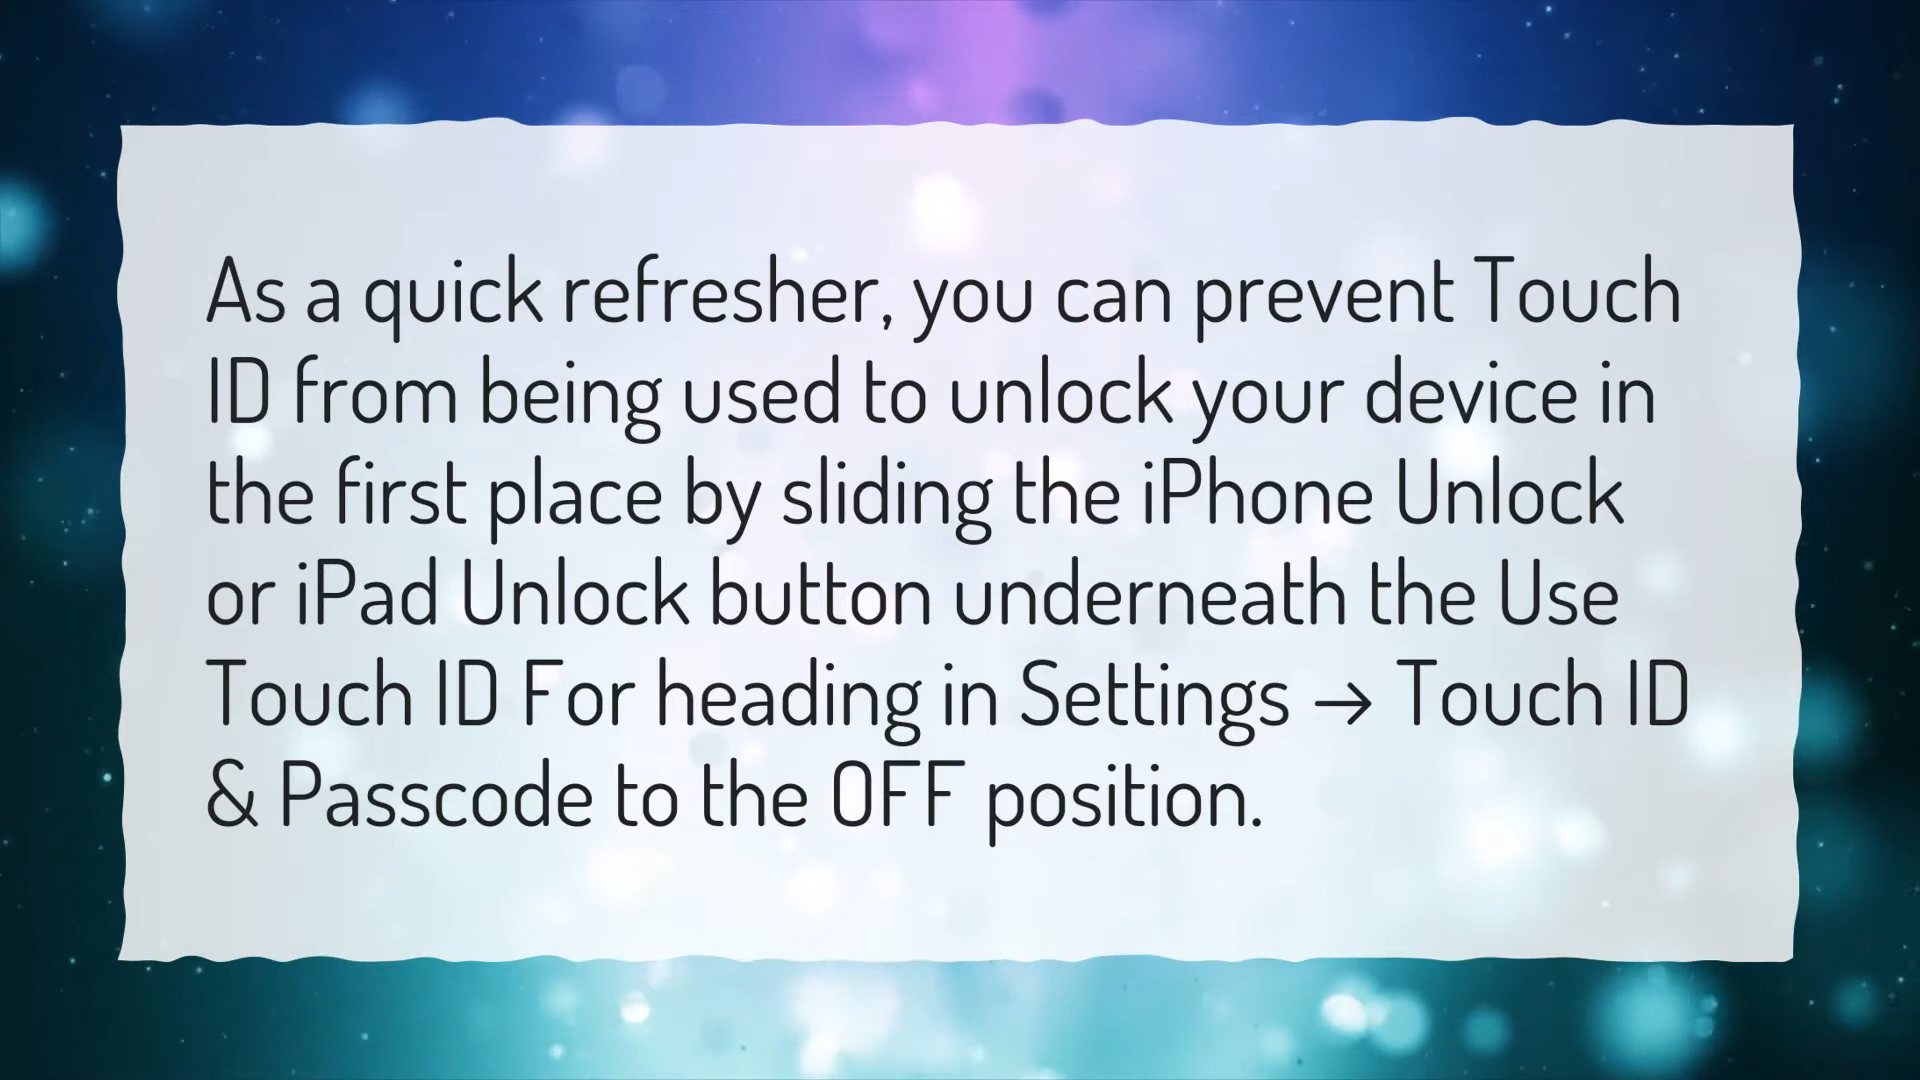 As a quick refresher, you can prevent Touch
ID from being used to unlock your device in
the first place by sliding the iPhone Unlock
or iPad Unlock button underneath the Use
Touch ID For heading in Settings → Touch ID
& Passcode to the OFF position.